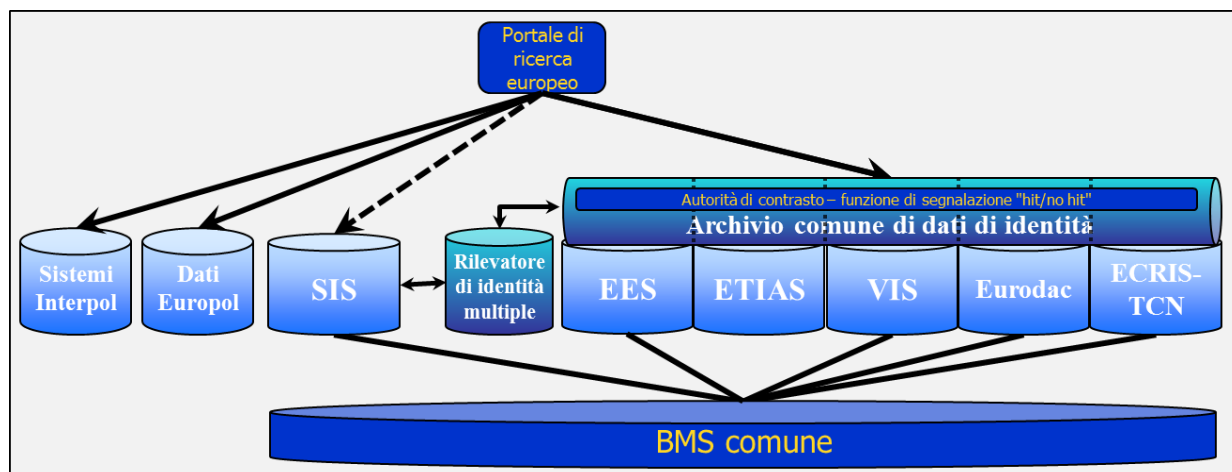 Portale di
ricerca
europeo
Autorità di contrasto – funzione di segnalazione "hit/no hit"
Archivio comune di dati di identità
Sistemi
Interpol
Dati
Europol
SIS
Rilevatore
di identità
multiple
EES
ETIAS
VIS
Eurodac
ECRIS-
TCN
BMS comune